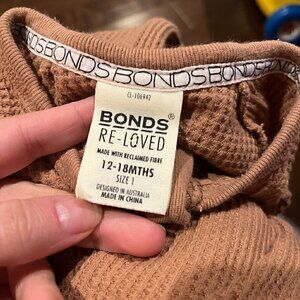 BONDSBONDSBONDSBONDS
CL-106942
BONDS®
RE-LOVED
MADE WITH RECLAIMED FIBRE
12-18MTHS
SIZE 1
DESIGNED IN AUSTRALIA
MADE IN CHINA